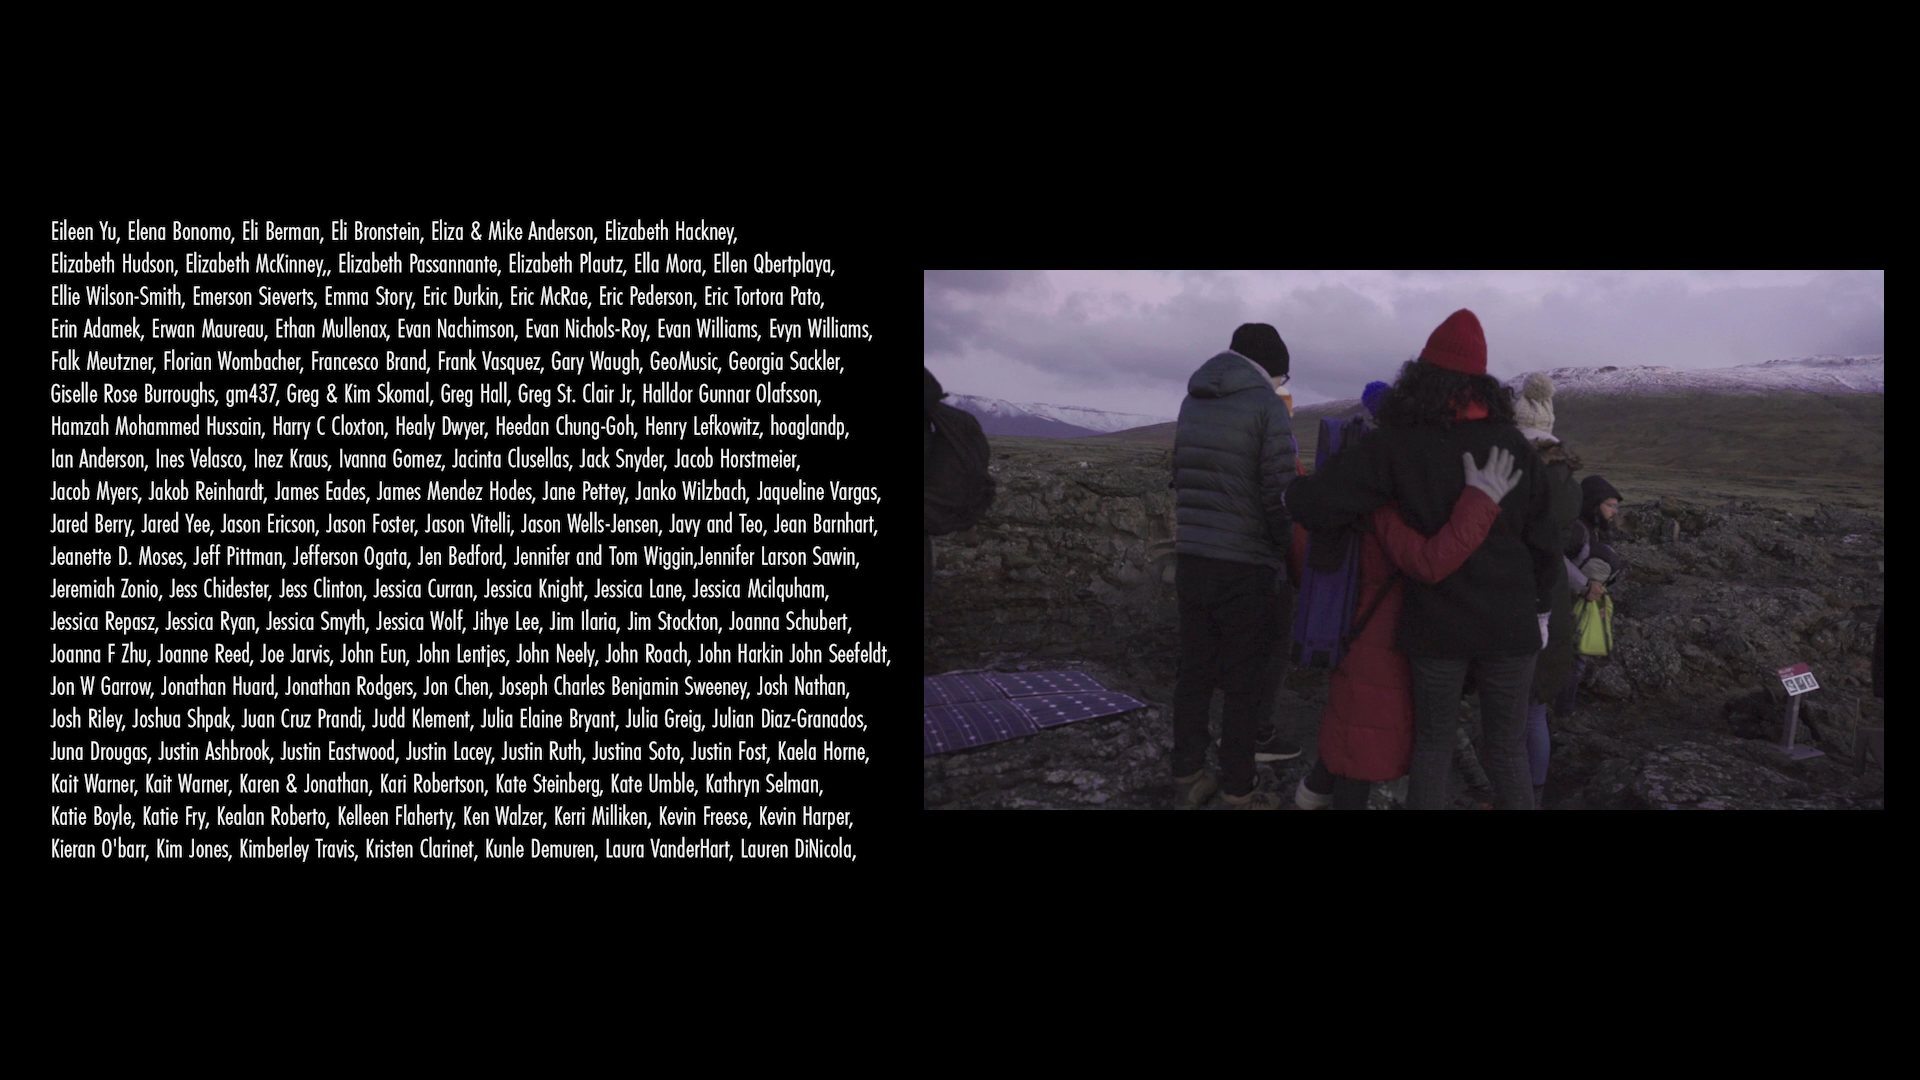 Eileen Yu, Elena Bonomo, Eli Berman, Eli Bronstein, Eliza & Mike Anderson, Elizabeth Hackney,
Elizabeth Hudson, Elizabeth McKinney,, Elizabeth Passannante, Elizabeth Plautz, Ella Mora, Ellen Qbertplaya,
Ellie Wilson-Smith, Emerson Sieverts, Emma Story, Eric Durkin, Eric McRae, Eric Pederson, Eric Tortora Pato,
Erin Adamek, Erwan Maureau, Ethan Mullenax, Evan Nachimson, Evan Nichols-Roy, Evan Williams, Evyn Williams,
Falk Meutzner, Florian Wombacher, Francesco Brand, Frank Vasquez, Gary Waugh, GeoMusic, Georgia Sackler,
Giselle Rose Burroughs, gm437, Greg & Kim Skomal, Greg Hall, Greg St. Clair Jr, Halldor Gunnar Olafsson,
Hamzah Mohammed Hussain, Harry C Cloxton, Healy Dwyer, Heedan Chung-Goh, Henry Lefkowitz, hoaglandp,
Ian Anderson, Ines Velasco, Inez Kraus, Ivanna Gomez, Jacinta Clusellas, Jack Snyder, Jacob Horstmeier,
Jacob Myers, Jakob Reinhardt, James Eades, James Mendez Hodes, Jane Pettey, Janko Wilzbach, Jaqueline Vargas,
Jared Berry, Jared Yee, Jason Ericson, Jason Foster, Jason Vitelli, Jason Wells-Jensen, Javy and Teo, Jean Barnhart,
Jeanette D. Moses, Jeff Pittman, Jefferson Ogata, Jen Bedford, Jennifer and Tom Wiggin,Jennifer Larson Sawin,
Jeremiah Zonio, Jess Chidester, Jess Clinton, Jessica Curran, Jessica Knight, Jessica Lane, Jessica Mcilquham,
Jessica Repasz, Jessica Ryan, Jessica Smyth, Jessica Wolf, Jihye Lee, Jim Ilaria, Jim Stockton, Joanna Schubert,
Joanna F Zhu, Joanne Reed, Joe Jarvis, John Eun, John Lentjes, John Neely, John Roach, John Harkin John Seefeldt,
Jon W Garrow, Jonathan Huard, Jonathan Rodgers, Jon Chen, Joseph Charles Benjamin Sweeney, Josh Nathan,
Josh Riley, Joshua Shpak, Juan Cruz Prandi, Judd Klement, Julia Elaine Bryant, Julia Greig, Julian Diaz-Granados,
Juna Drougas, Justin Ashbrook, Justin Eastwood, Justin Lacey, Justin Ruth, Justina Soto, Justin Fost, Kaela Horne,
Kait Warner, Kait Warner, Karen & Jonathan, Kari Robertson, Kate Steinberg, Kate Umble, Kathryn Selman,
Katie Boyle, Katie Fry, Kealan Roberto, Kelleen Flaherty, Ken Walzer, Kerri Milliken, Kevin Freese, Kevin Harper,
Kieran O'barr, Kim Jones, Kimberley Travis, Kristen Clarinet, Kunle Demuren, Laura VanderHart, Lauren DiNicola,